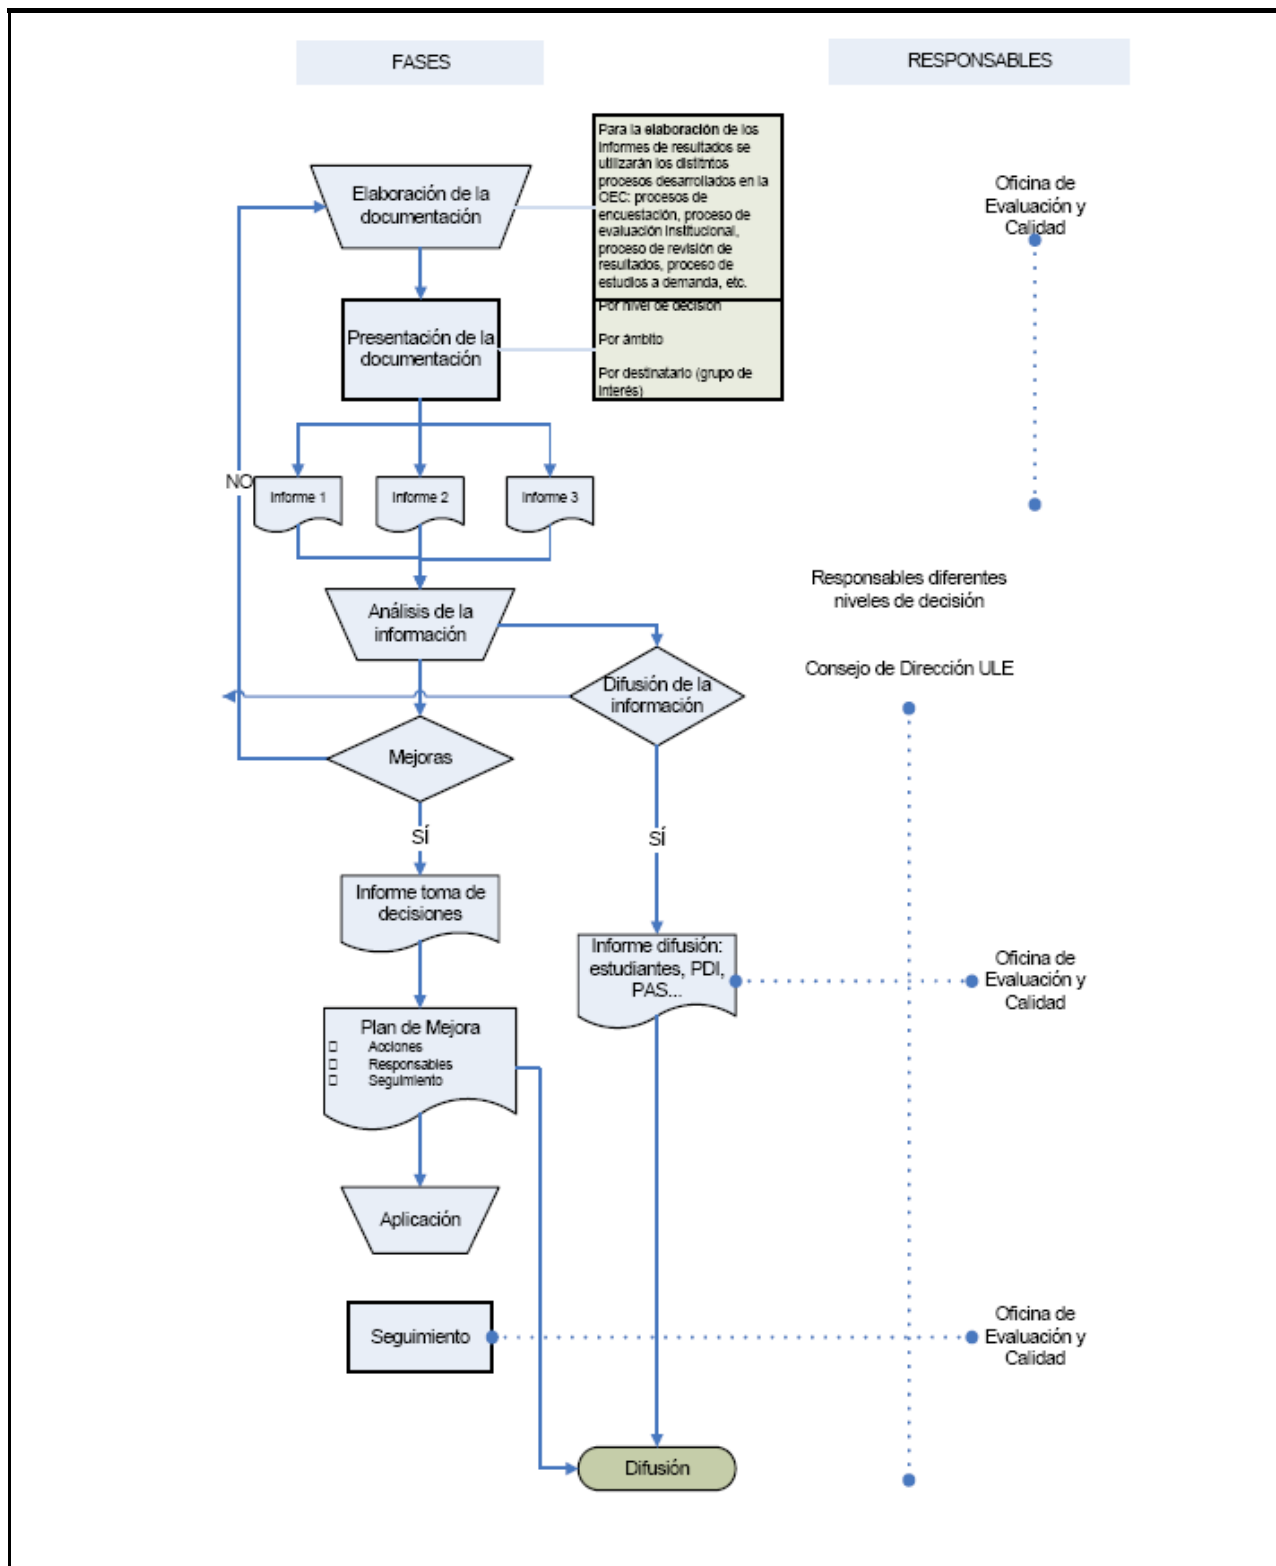 FASES
RESPONSABLES
Para la elaboración de los
informes de resultados se
utilizarán los distitntos
procesos desarrollados en la
OEC: procesos de
encuestación, proceso de
evaluación institucional,
proceso de revisión de
resultados, proceso de
estudios a demanda, etc.
Elaboración de la
documentación
Oficina de
Evaluación y
Calidad
Por nivel de decisión
Por ámbito
Por destinatario (grupo de
interés)
Presentación de la
documentación
NO
Informe 1
Informe 2
Informe 3
Responsables diferentes
niveles de decisión
Análisis de la
información
Consejo de Dirección ULE
Difusión de la
información
Mejoras
SÍ
SÍ
Informe toma de
decisiones
Informe difusión:
estudiantes, PDI,
PAS...
Oficina de
Evaluación y
Calidad
Plan de Mejora
Acciones
Responsables
Seguimiento
Aplicación
Seguimiento
Oficina de
Evaluación y
Calidad
Difusión